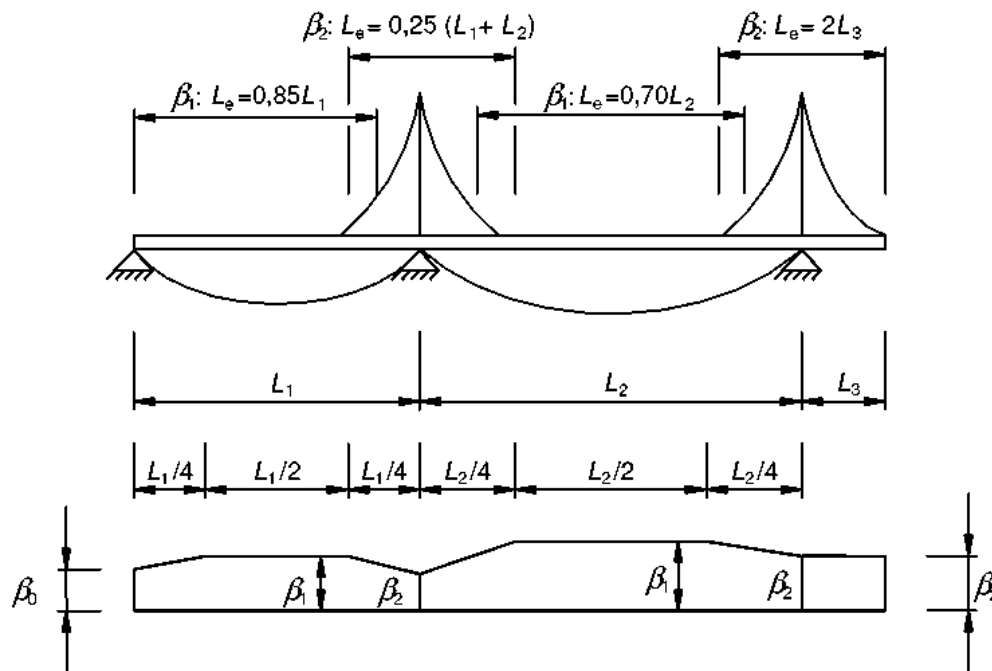 β₂: Lₑ= 0,25 (L₁+ L₂)
β₂: Lₑ= 2L₃
β₁: Lₑ=0,85L₁
β₁: Lₑ=0,70L₂
L₁
L₂
L₃
L₁/4
L₁/2
L₁/4
L₂/4
L₂/2
L₂/4
β₀
β₁
β₂
β₁
β₂